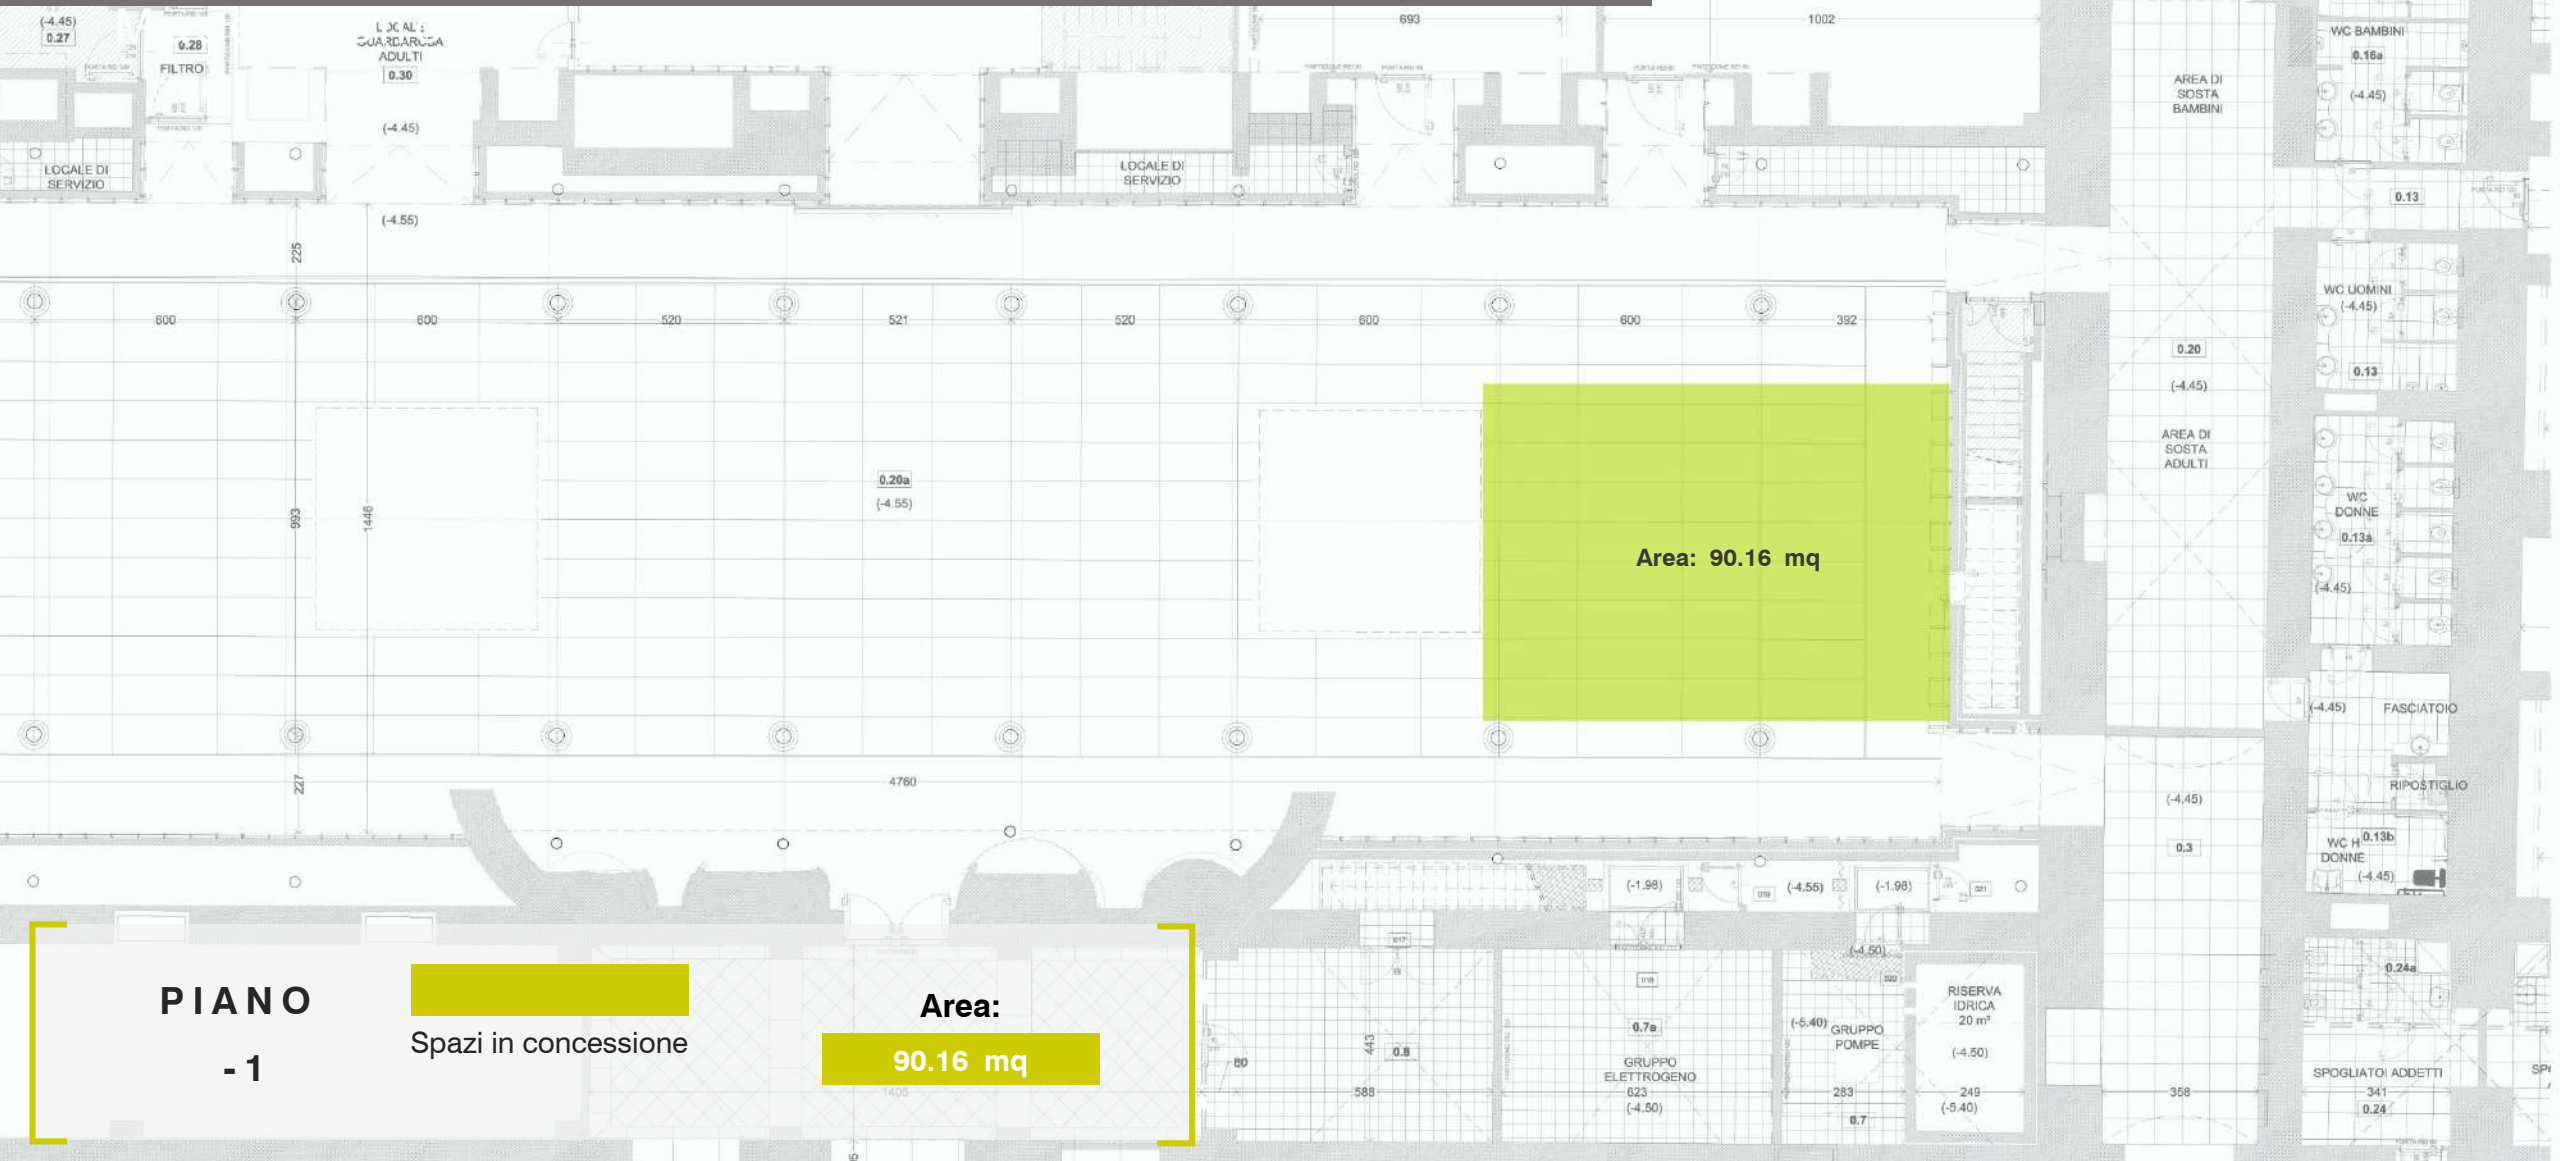 (-4.45)
0.27
0.28
FILTRO
LOCALE
GUARDAROBA
ADULTI
0.30
(-4.45)
693
1002
WC BAMBINI
0.16a
(-4.45)
AREA DI
SOSTA
BAMBINI
LOCALE DI
SERVIZIO
LOCALE DI
SERVIZIO
0.13
(-4.55)
225
WC UOMINI
(-4.45)
0.13
600
600
520
521
520
600
600
392
0.20
(-4.45)
AREA DI
SOSTA
ADULTI
0.20a
(-4.55)
993
1446
WC
DONNE
0.13a
(-4.45)
Area: 90.16 mq
(-4.45)
FASCIATOIO
227
4760
RIPOSTIGLIO
(-4.45)
0.3
WC H
DONNE
0.13b
(-4.45)
(-1.98)
019
(-4.55)
(-1.98)
021
017
(-4.50)
020
018
0.24a
PIANO
-1
Spazi in concessione
Area:
90.16 mq
1405
80
443
0.8
588
0.7a
GRUPPO
ELETTROGENO
623
(-4.50)
(-5.40)
GRUPPO
POMPE
283
0.7
RISERVA
IDRICA
20 m²
(-4.50)
249
(-5.40)
358
SPOGLIATOI ADDETTI
341
0.24